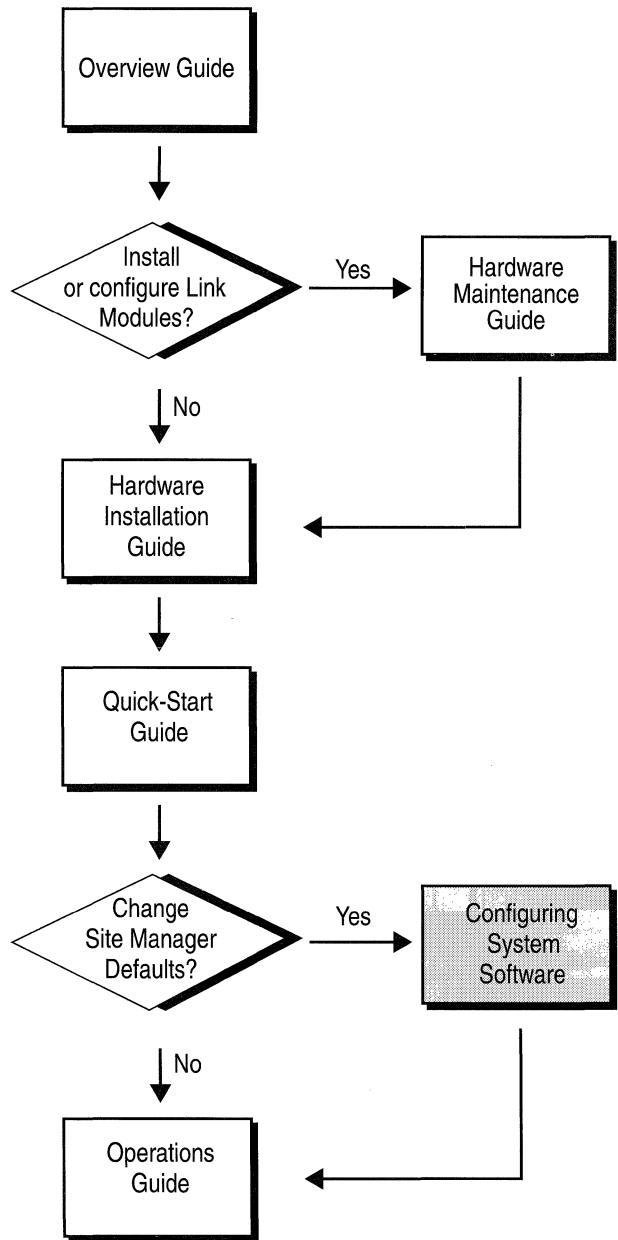 Overview Guide
Install
or configure Link
Modules?
Yes
Hardware
Maintenance
Guide
No
Hardware
Installation
Guide
Quick-Start
Guide
Change
Site Manager
Defaults?
Yes
Configuring
System
Software
No
Operations
Guide